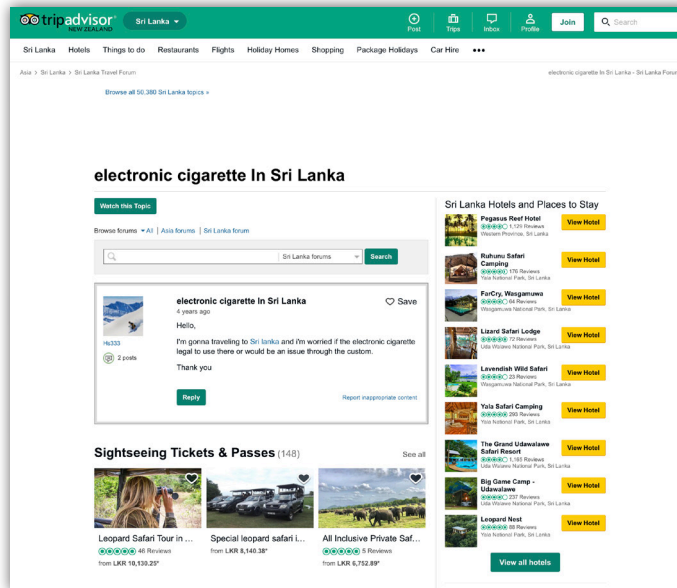 tripadvisor
NEW ZEALAND
Sri Lanka
Post
Trips
Inbox
Profile
Join
Search
Sri Lanka Hotels Things to do Restaurants Flights Holiday Homes Shopping Package Holidays Car Hire •••
Asia > Sri Lanka > Sri Lanka Travel Forum
electronic cigarette In Sri Lanka - Sri Lanka Forum
Browse all 50,380 Sri Lanka topics »
electronic cigarette In Sri Lanka
Watch this Topic
Browse forums All | Asia forums | Sri Lanka forum
Sri Lanka forums
Search
electronic cigarette In Sri Lanka
Save
4 years ago
Hs333
2 posts
Hello,
I'm gonna traveling to Sri lanka and i'm worried if the electronic cigarette
legal to use there or would be an issue through the custom.
Thank you
Reply
Report inappropriate content
Sightseeing Tickets & Passes (148)
See all
Leopard Safari Tour in ...
46 Reviews
from LKR 10,130.25*
Special leopard safari i...
from LKR 8,140.38*
All Inclusive Private Saf...
5 Reviews
from LKR 6,752.89*
Sri Lanka Hotels and Places to Stay
Pegasus Reef Hotel
1,129 Reviews
Western Province, Sri Lanka
View Hotel
Ruhunu Safari
Camping
176 Reviews
Yala National Park, Sri Lanka
View Hotel
FarCry, Wasgamuwa
64 Reviews
Wasgamuwa National Park, Sri Lanka
View Hotel
Lizard Safari Lodge
72 Reviews
Uda Walawe National Park, Sri Lanka
View Hotel
Lavendish Wild Safari
23 Reviews
Wasgamuwa National Park, Sri Lanka
View Hotel
Yala Safari Camping
293 Reviews
Yala National Park, Sri Lanka
View Hotel
The Grand Udawalawe
Safari Resort
1,165 Reviews
Uda Walawe National Park, Sri Lanka
View Hotel
Big Game Camp -
Udawalawe
237 Reviews
Uda Walawe National Park, Sri Lanka
View Hotel
Leopard Nest
Reviews
Yala National Park, Sri Lanka
View Hotel
View all hotels